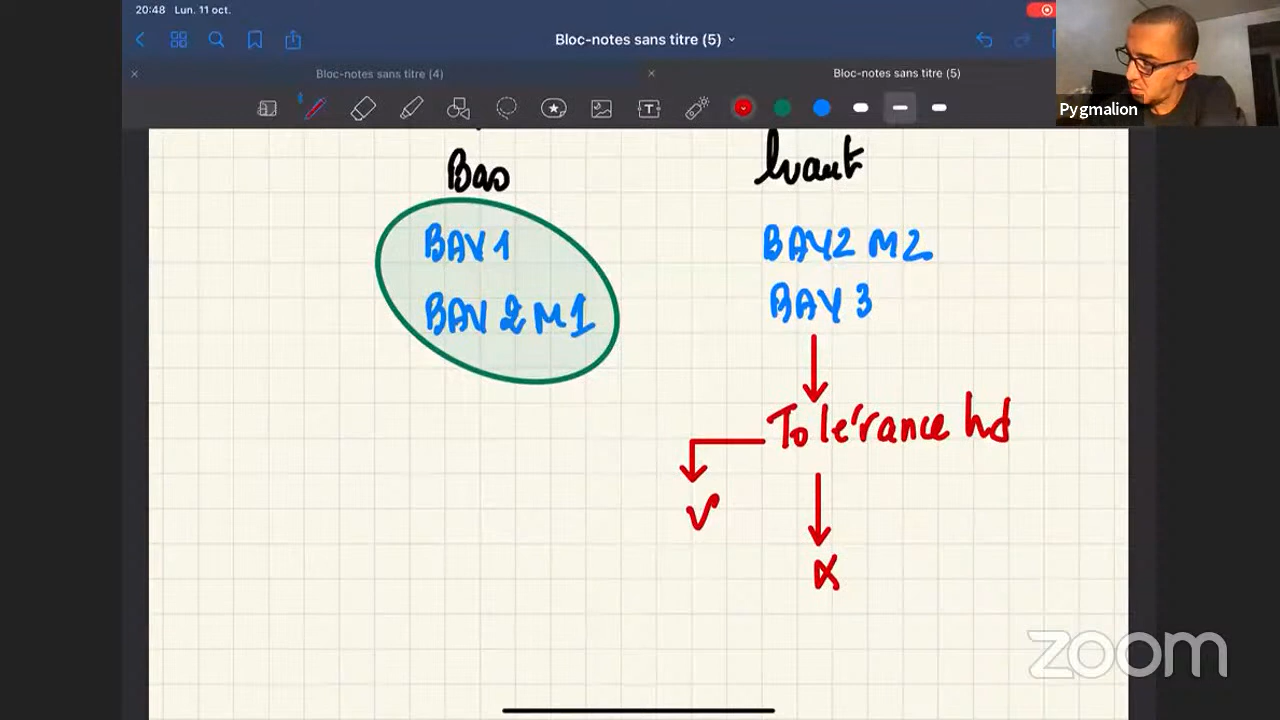 20:48 Lun. 11 oct.
Bloc-notes sans titre (5)
Bloc-notes sans titre (4)
Bloc-notes sans titre (5)
Pygmalion
Bas
haut
BAV 1
BAV 2 M1
BAV2 M2
BAV 3
Tolérance hd
V
zoom